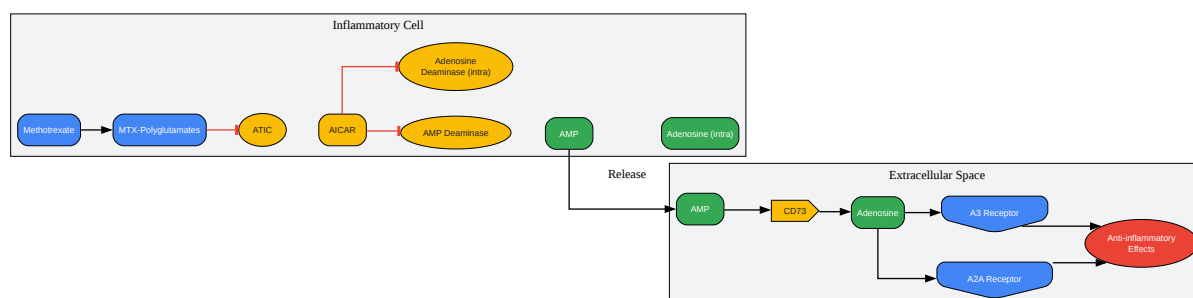 Inflammatory Cell
Adenosine
Deaminase (intra)
Methotrexate
MTX-Polyglutamates
ATIC
AICAR
AMP Deaminase
AMP
Adenosine (intra)
Release
Extracellular Space
AMP
CD73
Adenosine
A3 Receptor
Anti-inflammatory
Effects
A2A Receptor